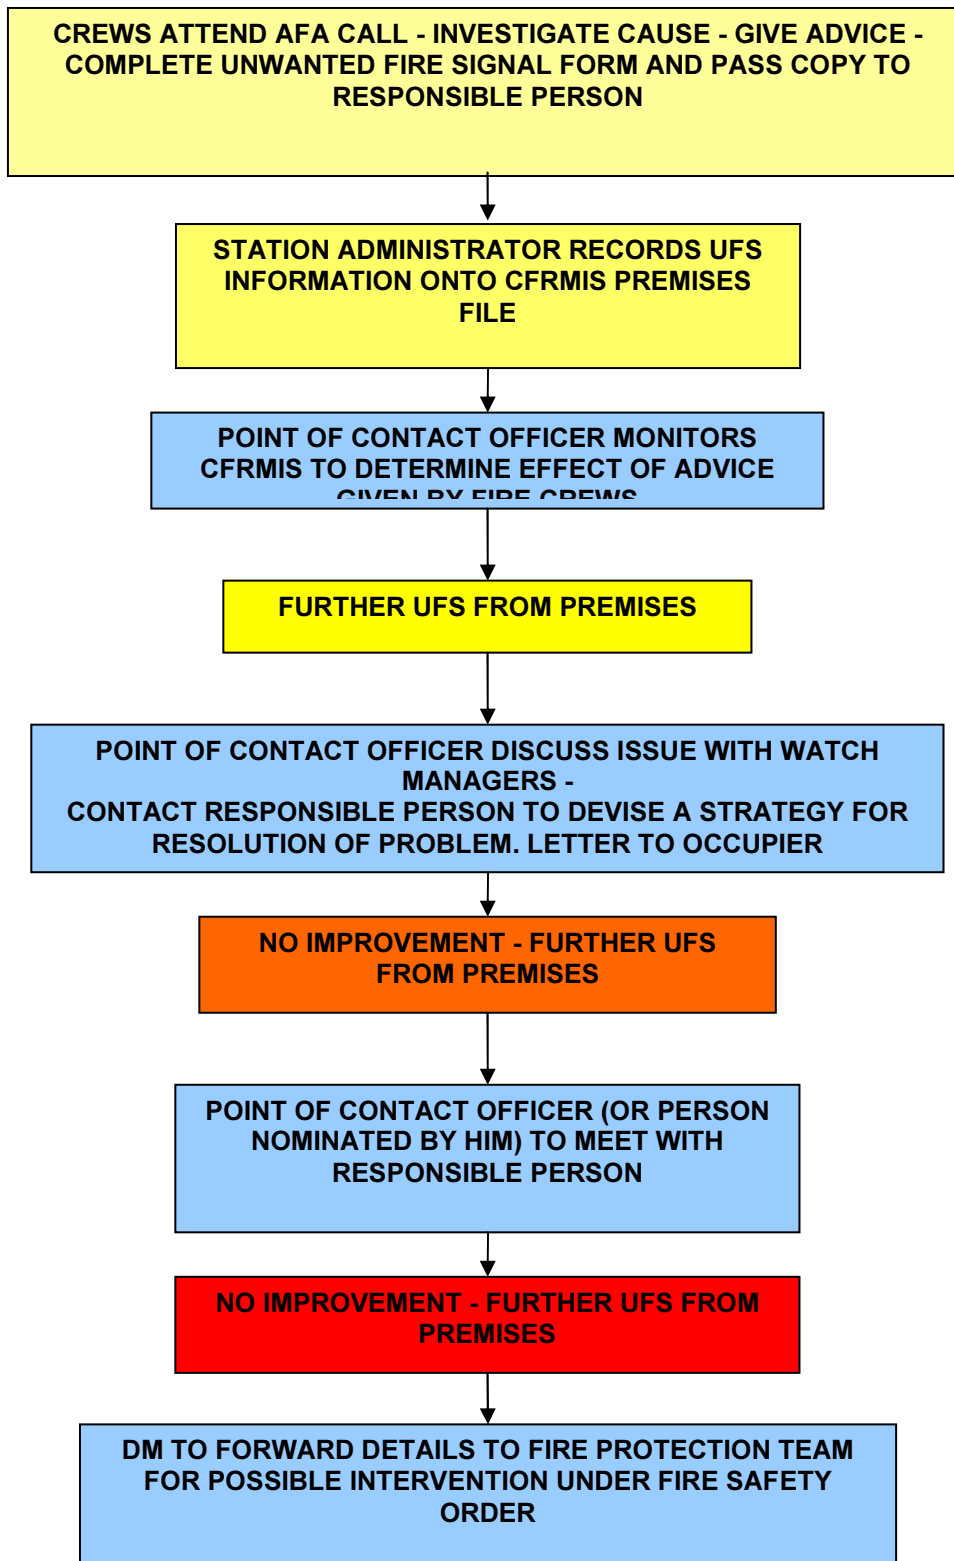 CREWS ATTEND AFA CALL - INVESTIGATE CAUSE - GIVE ADVICE -
COMPLETE UNWANTED FIRE SIGNAL FORM AND PASS COPY TO
RESPONSIBLE PERSON
STATION ADMINISTRATOR RECORDS UFS
INFORMATION ONTO CFRMIS PREMISES
FILE
POINT OF CONTACT OFFICER MONITORS
CFRMIS TO DETERMINE EFFECT OF ADVICE
GIVEN BY FIRE CREWS
FURTHER UFS FROM PREMISES
POINT OF CONTACT OFFICER DISCUSS ISSUE WITH WATCH
MANAGERS -
CONTACT RESPONSIBLE PERSON TO DEVISE A STRATEGY FOR
RESOLUTION OF PROBLEM. LETTER TO OCCUPIER
NO IMPROVEMENT - FURTHER UFS
FROM PREMISES
POINT OF CONTACT OFFICER (OR PERSON
NOMINATED BY HIM) TO MEET WITH
RESPONSIBLE PERSON
NO IMPROVEMENT - FURTHER UFS FROM
PREMISES
DM TO FORWARD DETAILS TO FIRE PROTECTION TEAM
FOR POSSIBLE INTERVENTION UNDER FIRE SAFETY
ORDER